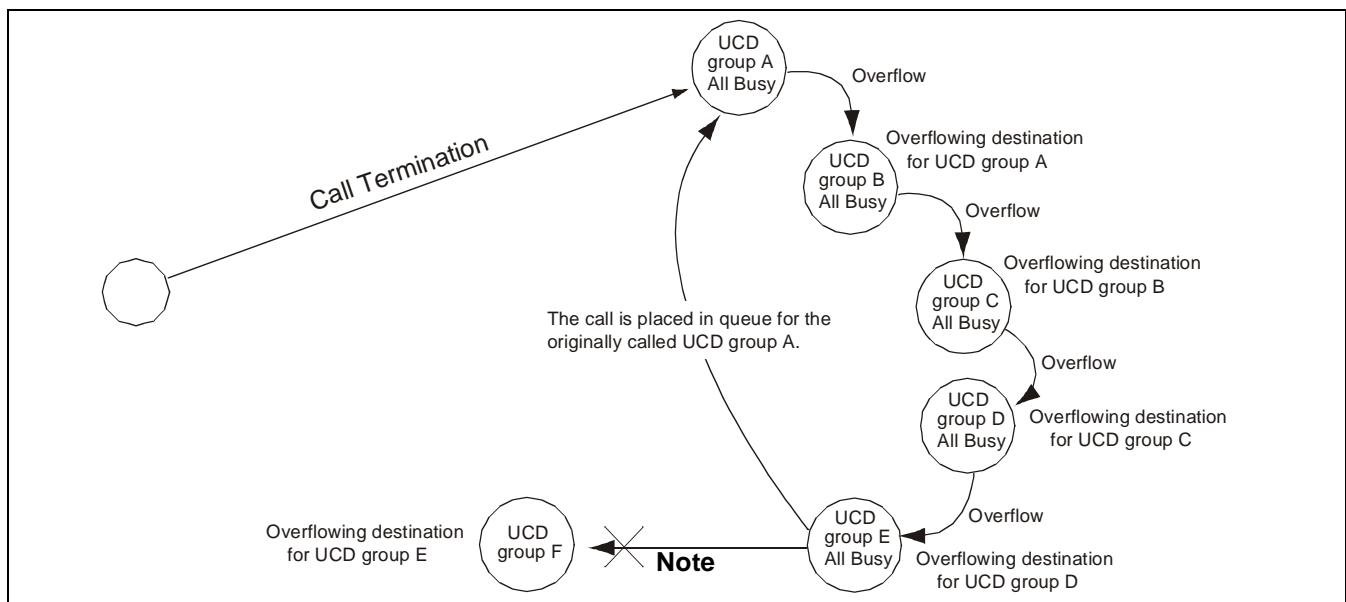 UCD
group A
All Busy
Overflow
Overflowing destination
for UCD group A
UCD
group B
All Busy
Call Termination
Overflow
Overflowing destination
for UCD group B
UCD
group C
All Busy
The call is placed in queue for the
originally called UCD group A.
Overflow
UCD
group D
All Busy
Overflowing destination
for UCD group C
Overflow
UCD
group E
All Busy
Overflowing destination
for UCD group D
Note
UCD
group F
Overflowing destination
for UCD group E